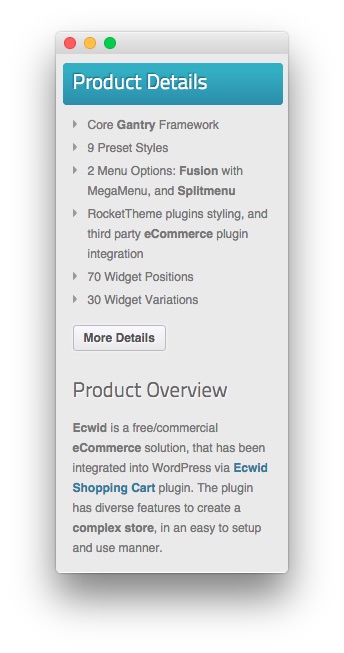 Product Details
Core Gantry Framework
9 Preset Styles
2 Menu Options: Fusion with
MegaMenu, and Splitmenu
RocketTheme plugins styling, and
third party eCommerce plugin
integration
70 Widget Positions
30 Widget Variations
More Details
Product Overview
Ecwid is a free/commercial
eCommerce solution, that has been
integrated into WordPress via Ecwid
Shopping Cart plugin. The plugin
has diverse features to create a
complex store, in an easy to setup
and use manner.